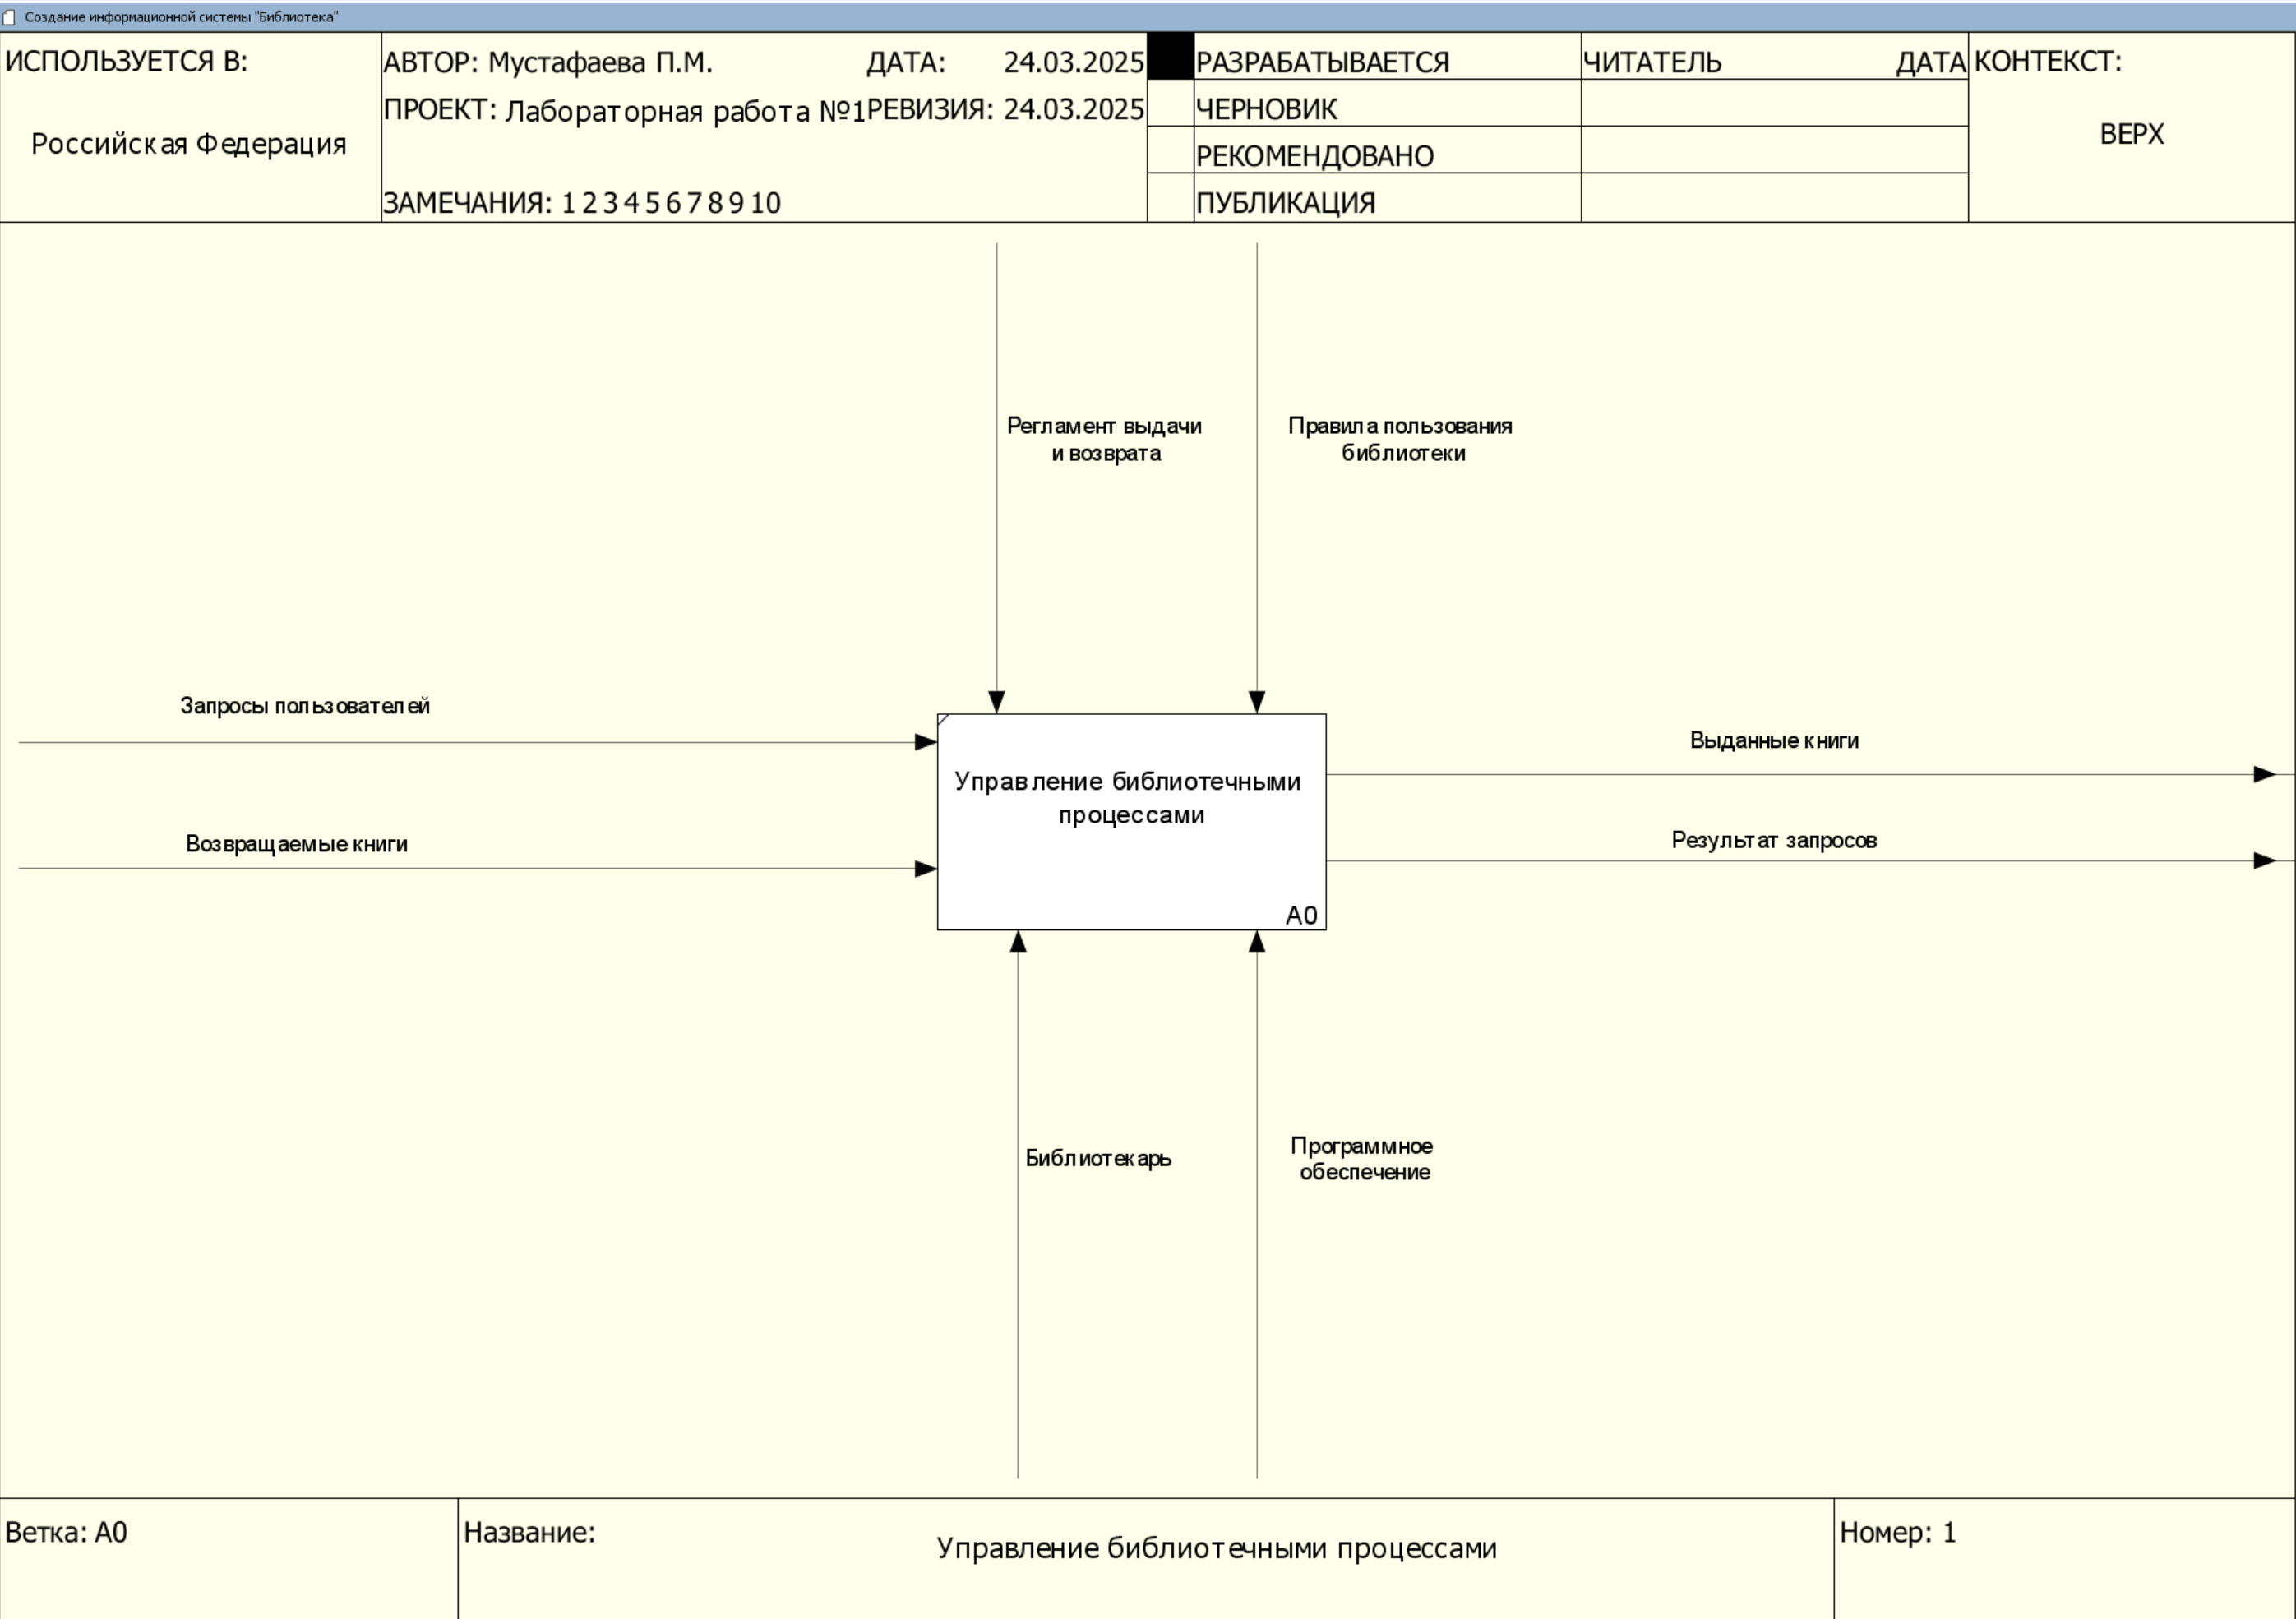 Создание информационной системы "Библиотека"
ИСПОЛЬЗУЕТСЯ В:
Российская Федерация
АВТОР: Мустафаева П.М.
ДАТА: 24.03.2025
ПРОЕКТ: Лабораторная работа №1
РЕВИЗИЯ: 24.03.2025
ЗАМЕЧАНИЯ: 1 2 3 4 5 6 7 8 9 10
РАЗРАБАТЫВАЕТСЯ
ЧЕРНОВИК
РЕКОМЕНДОВАНО
ПУБЛИКАЦИЯ
ЧИТАТЕЛЬ ДАТА
КОНТЕКСТ:
ВЕРХ
Регламент выдачи
и возврата
Правила пользования
библиотеки
Запросы пользователей
Возвращаемые книги
Управление библиотечными
процессами
A0
Выданные книги
Результат запросов
Библиотекарь
Программное
обеспечение
Ветка: A0
Название:
Управление библиотечными процессами
Номер: 1